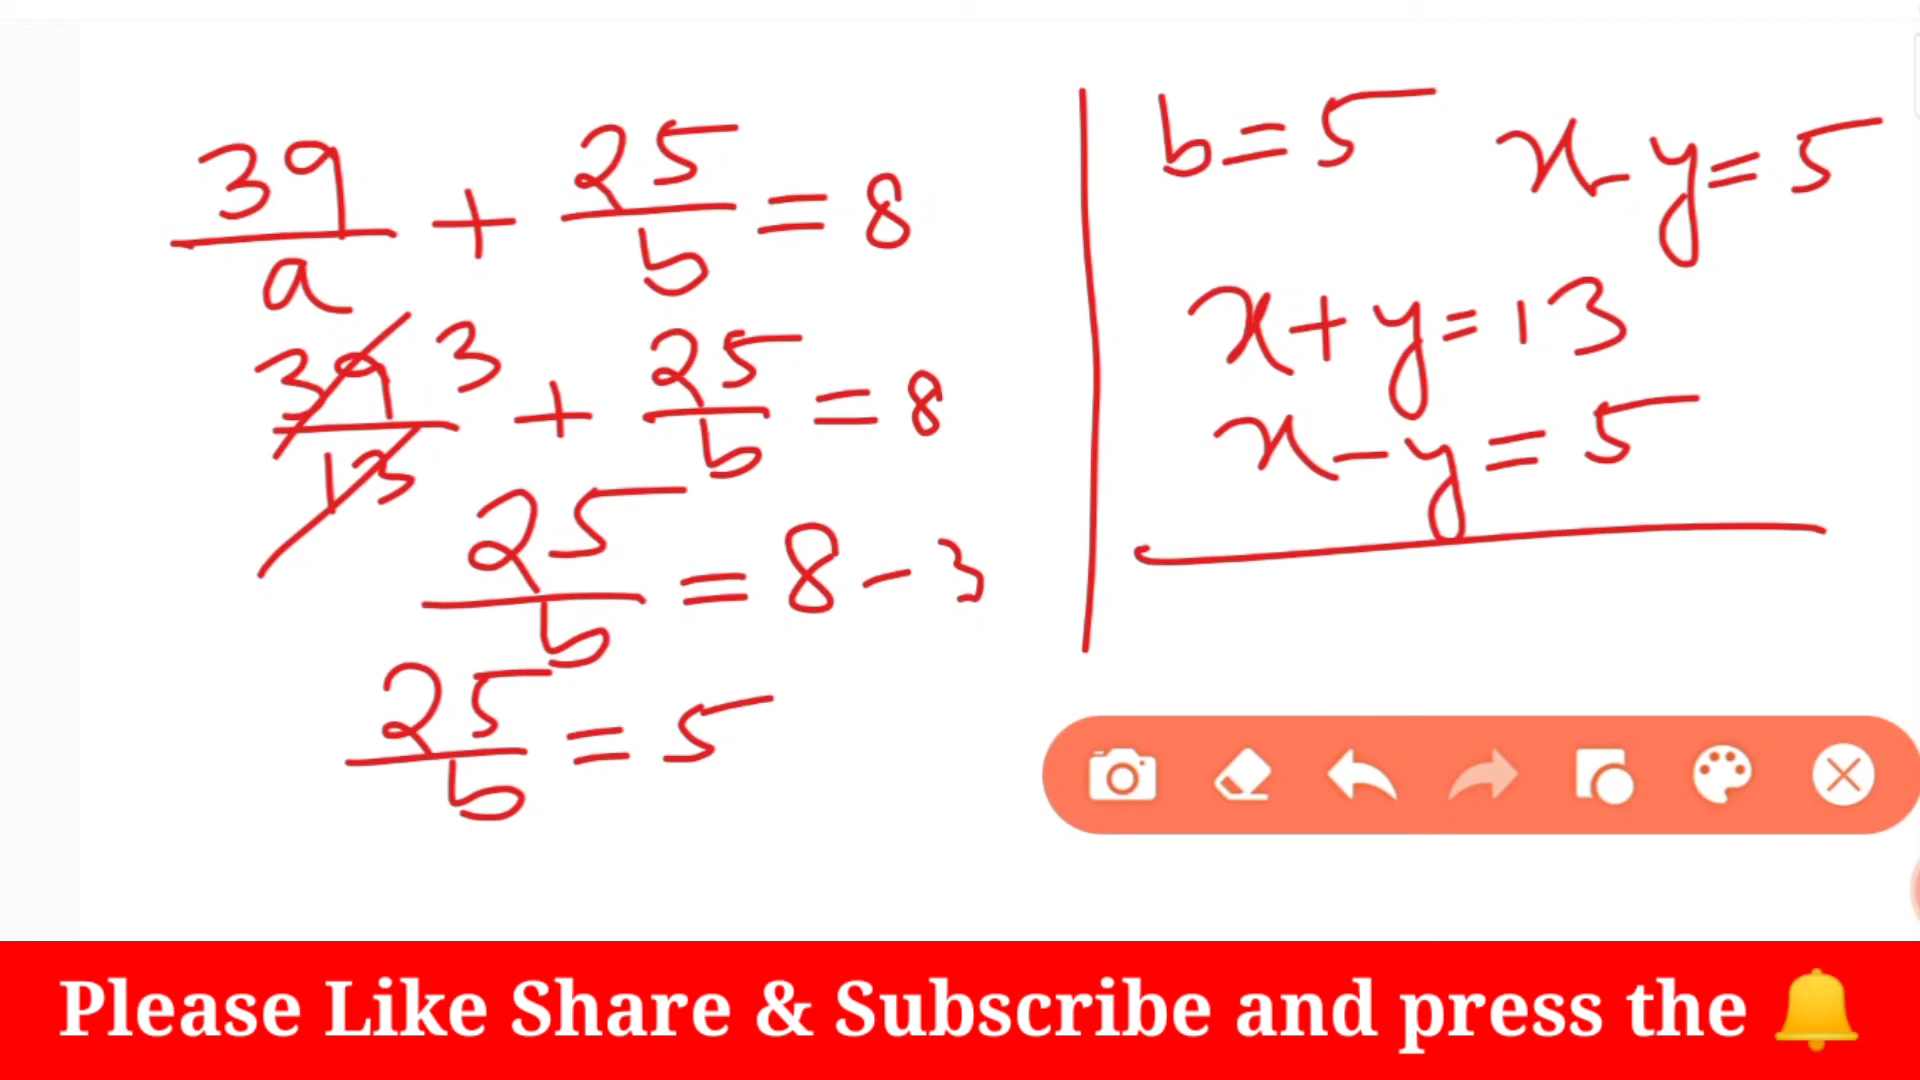 39/a + 25/b = 8
39/13 3 + 25/b = 8
25/b = 8 - 3
25/b = 5
b = 5 x - y = 5
x + y = 13
x - y = 5
Please Like Share & Subscribe and press the 🔔